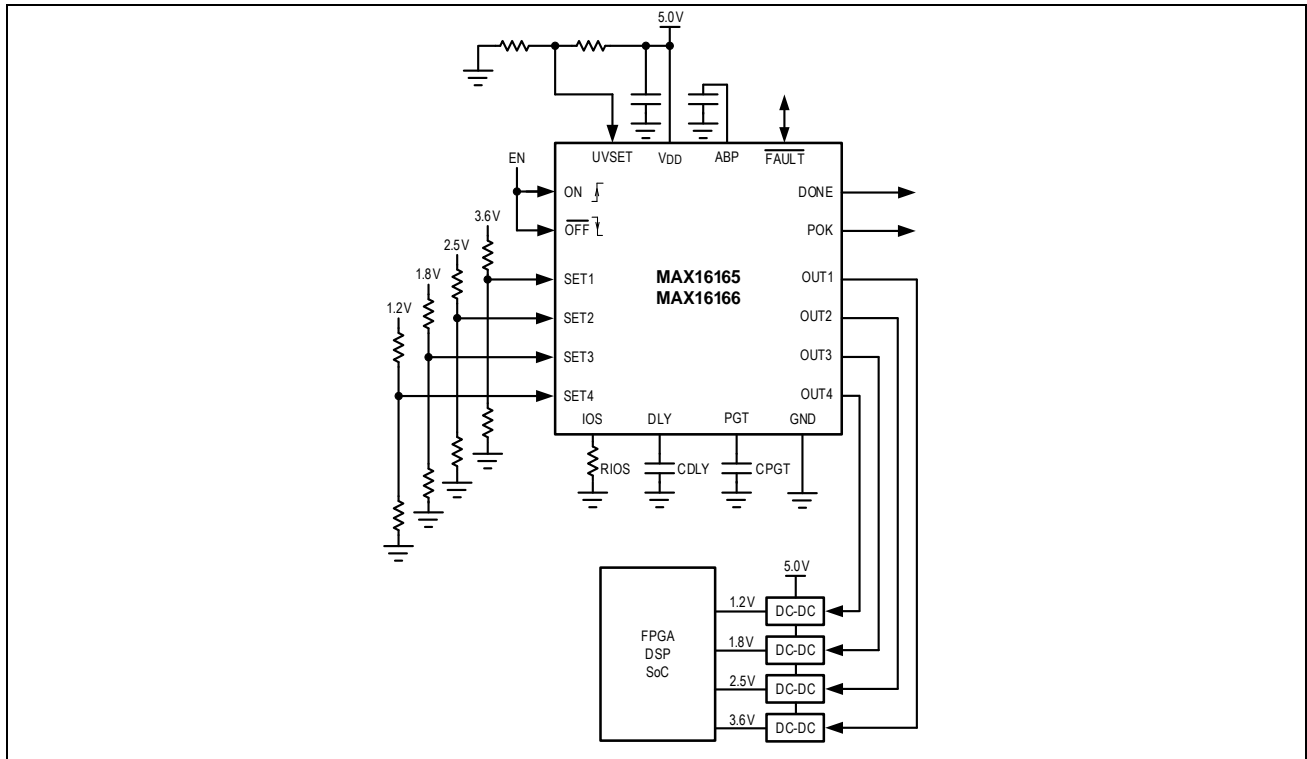 5.0V
UVSET
VDD
ABP
FAULT
EN
ON
DONE
3.6V
OFF
POK
2.5V
1.8V
SET1
MAX16165
OUT1
MAX16166
1.2V
SET2
OUT2
SET3
OUT3
SET4
OUT4
IOS
DLY
PGT
GND
RIOS
CDLY
CPGT
5.0V
1.2V
DC-DC
FPGA
DSP
SoC
1.8V
DC-DC
2.5V
DC-DC
3.6V
DC-DC